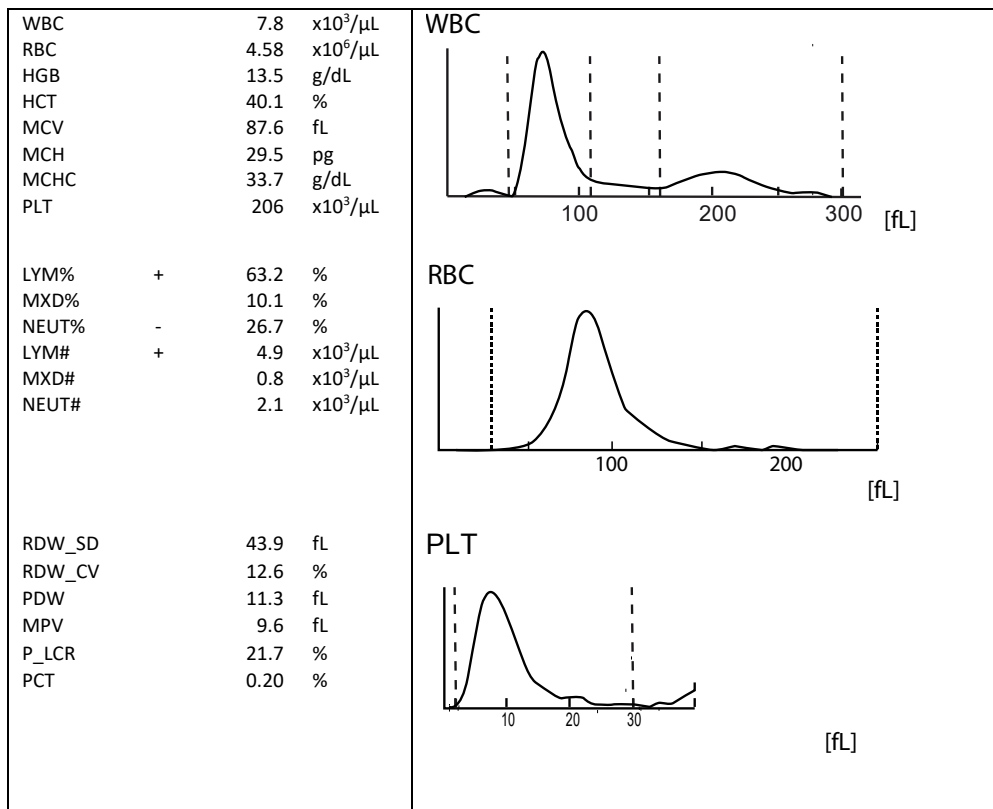 WBC 7.8 x10³/µL
RBC 4.58 x10⁶/µL
HGB 13.5 g/dL
HCT 40.1 %
MCV 87.6 fL
MCH 29.5 pg
MCHC 33.7 g/dL
PLT 206 x10³/µL
LYM% + 63.2 %
MXD% 10.1 %
NEUT% - 26.7 %
LYM# + 4.9 x10³/µL
MXD# 0.8 x10³/µL
NEUT# 2.1 x10³/µL
RDW_SD 43.9 fL
RDW_CV 12.6 %
PDW 11.3 fL
MPV 9.6 fL
P_LCR 21.7 %
PCT 0.20 %
WBC
100 200 300 [fL]
RBC
100 200
[fL]
PLT
10 20 30
[fL]